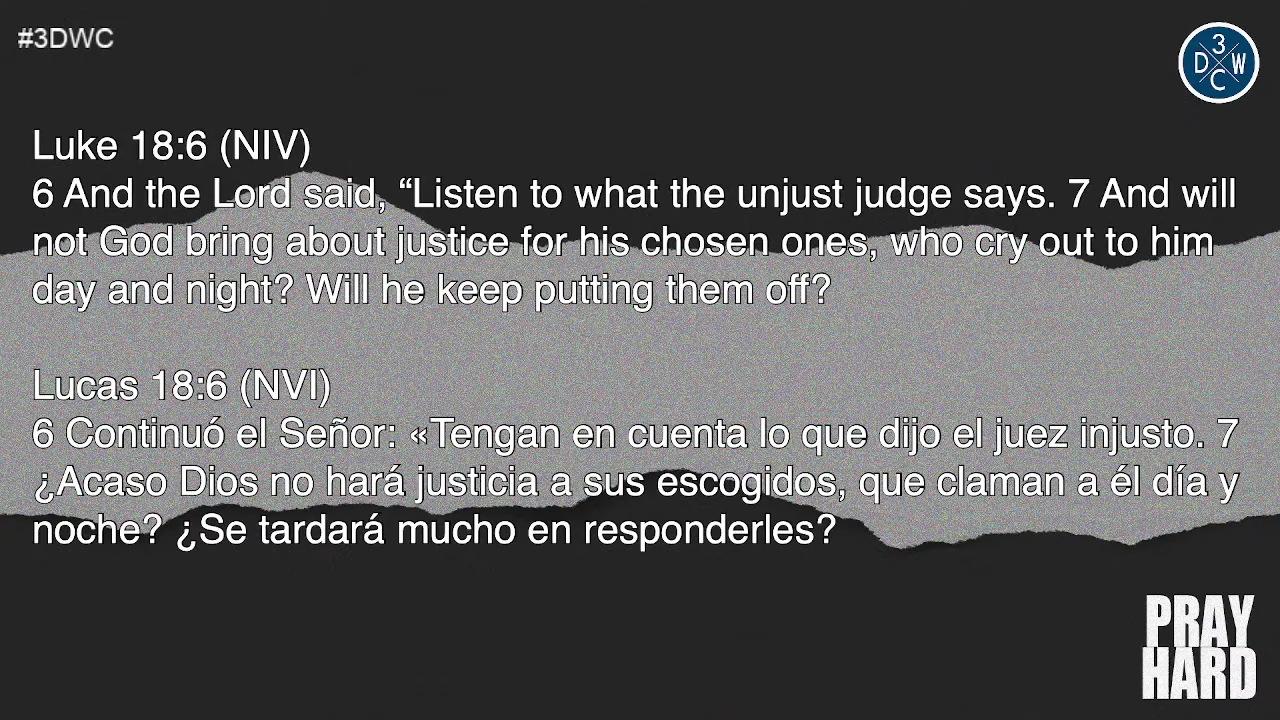 #3DWC
3
D W
C
Luke 18:6 (NIV)
6 And the Lord said, “Listen to what the unjust judge says. 7 And will
not God bring about justice for his chosen ones, who cry out to him
day and night? Will he keep putting them off?
Lucas 18:6 (NVI)
6 Continuó el Señor: «Tengan en cuenta lo que dijo el juez injusto. 7
¿Acaso Dios no hará justicia a sus escogidos, que claman a él día y
noche? ¿Se tardará mucho en responderles?
PRAY
HARD